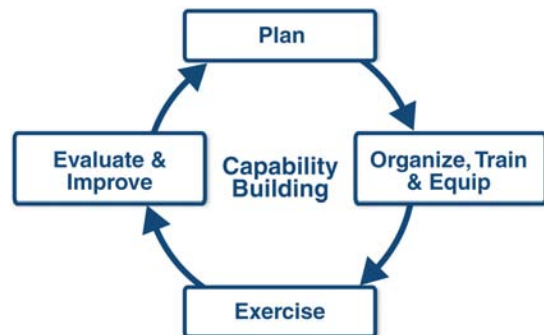 Plan
Evaluate &
Improve
Capability
Building
Organize, Train
& Equip
Exercise